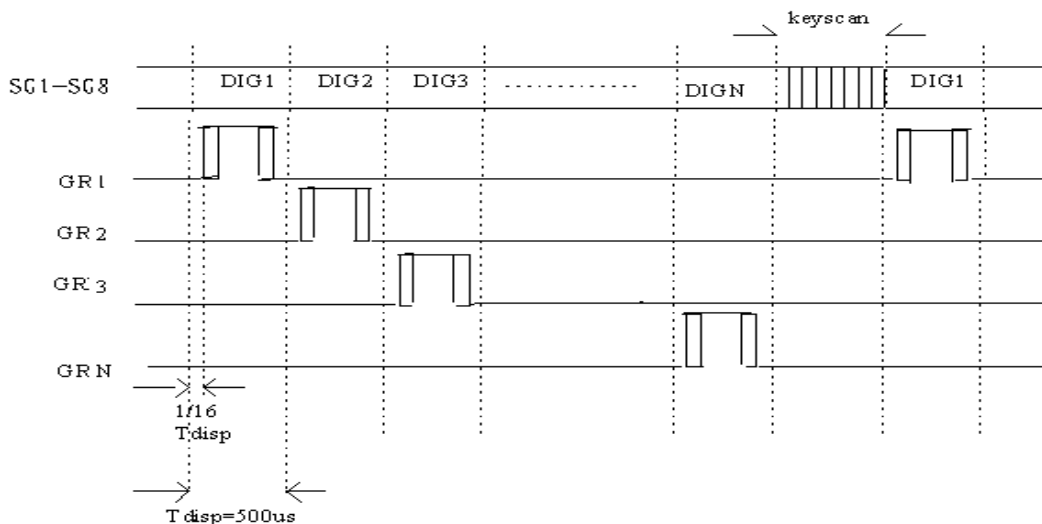 keyscan
SG1-SG8 DIG1 DIG2 DIG3 ............... DIGN DIG1
GR1
GR2
GR3
GRN
1/16
Tdisp
Tdisp=500us